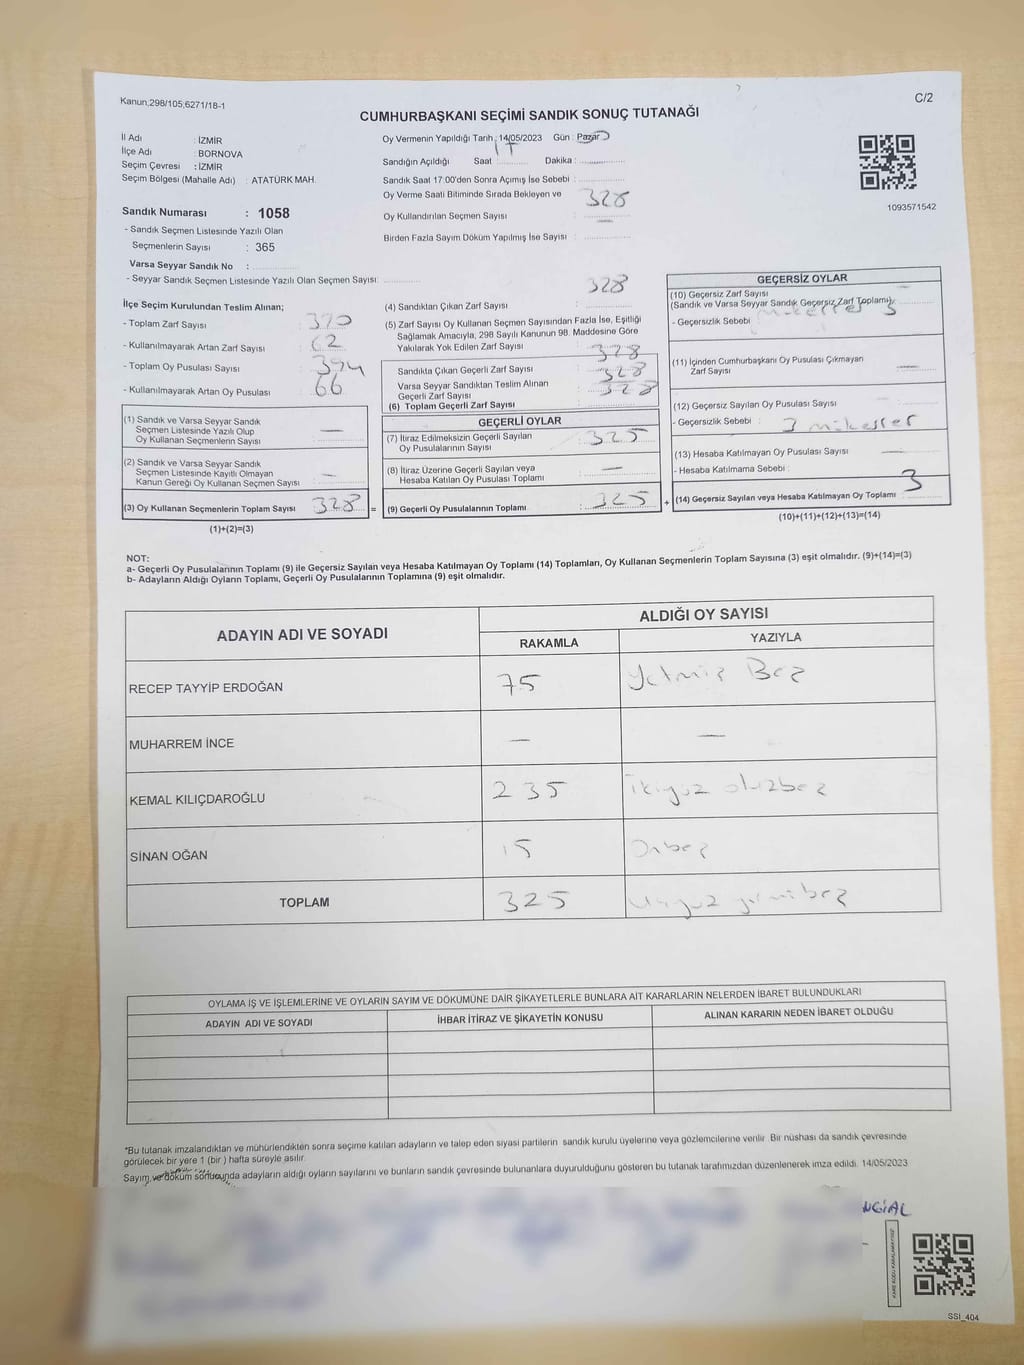 Kanun,298/105,6271/18-1
C/2
CUMHURBAŞKANI SEÇİMİ SANDIK SONUÇ TUTANAĞI
İl Adı : İZMİR
İlçe Adı : BORNOVA
Seçim Çevresi : İZMİR
Seçim Bölgesi (Mahalle Adı) : ATATÜRK MAH.
Sandık Numarası : 1058
- Sandık Seçmen Listesinde Yazılı Olan
Seçmenlerin Sayısı : 365
Varsa Seyyar Sandık No :
- Seyyar Sandık Seçmen Listesinde Yazılı Olan Seçmen Sayısı:
Oy Vermenin Yapıldığı Tarih : 14/05/2023 Gün : Pazar
Sandığın Açıldığı Saat 17 Dakika :
Sandık Saat 17:00'den Sonra Açımış İse Sebebi :
Oy Verme Saati Bitiminde Sırada Bekleyen ve
Oy Kullandırılan Seçmen Sayısı : 328
Birden Fazla Sayım Döküm Yapılmış İse Sayısı :
1093571542
İlçe Seçim Kurulundan Teslim Alınan;
- Toplam Zarf Sayısı : 390
- Kullanılmayarak Artan Zarf Sayısı : 62
- Toplam Oy Pusulası Sayısı : 394
- Kullanılmayarak Artan Oy Pusulası : 66
(1) Sandık ve Varsa Seyyar Sandık
Seçmen Listesinde Yazılı Olup
Oy Kullanan Seçmenlerin Sayısı : —
(2) Sandık ve Varsa Seyyar Sandık
Seçmen Listesinde Kayıtlı Olmayan
Kanun Gereği Oy Kullanan Seçmen Sayısı : —
(3) Oy Kullanan Seçmenlerin Toplam Sayısı : 328 =
(1)+(2)=(3)
(4) Sandıktan Çıkan Zarf Sayısı : 328
(5) Zarf Sayısı Oy Kullanan Seçmen Sayısından Fazla İse, Eşitliği
Sağlamak Amacıyla, 298 Sayılı Kanunun 98. Maddesine Göre
Yakılarak Yok Edilen Zarf Sayısı :
Sandıkta Çıkan Geçerli Zarf Sayısı : 328
Varsa Seyyar Sandıktan Teslim Alınan
Geçerli Zarf Sayısı : 328
(6) Toplam Geçerli Zarf Sayısı : 328
GEÇERLİ OYLAR
(7) İtiraz Edilmeksizin Geçerli Sayılan
Oy Pusulalarının Sayısı : 325
(8) İtiraz Üzerine Geçerli Sayılan veya
Hesaba Katılan Oy Pusulası Toplamı : —
(9) Geçerli Oy Pusulalarının Toplamı : 325 +
GEÇERSİZ OYLAR
(10) Geçersiz Zarf Sayısı
(Sandık ve Varsa Seyyar Sandık Geçersiz Zarf Toplamı) : —
- Geçersizlik Sebebi : 3
(11) İçinden Cumhurbaşkanı Oy Pusulası Çıkmayan
Zarf Sayısı : —
(12) Geçersiz Sayılan Oy Pusulası Sayısı : —
- Geçersizlik Sebebi : 3 mükerrer
(13) Hesaba Katılmayan Oy Pusulası Sayısı : —
- Hesaba Katılmama Sebebi :
(14) Geçersiz Sayılan veya Hesaba Katılmayan Oy Toplamı : 3
(10)+(11)+(12)+(13)=(14)
NOT:
a- Geçerli Oy Pusulalarının Toplamı (9) ile Geçersiz Sayılan veya Hesaba Katılmayan Oy Toplamı (14) Toplamları, Oy Kullanan Seçmenlerin Toplam Sayısına (3) eşit olmalıdır. (9)+(14)=(3)
b- Adayların Aldığı Oyların Toplamı, Geçerli Oy Pusulalarının Toplamına (9) eşit olmalıdır.
ADAYIN ADI VE SOYADI
ALDIĞI OY SAYISI
RAKAMLA YAZIYLA
RECEP TAYYİP ERDOĞAN 75 Yetmiş Beş
MUHARREM İNCE — —
KEMAL KILIÇDAROĞLU 235 ikiyüz otuzbeş
SİNAN OĞAN 15 Onbeş
TOPLAM 325 Üçyüz yirmibeş
OYLAMA İŞ VE İŞLEMLERİNE VE OYLARIN SAYIM VE DÖKÜMÜNE DAİR ŞİKAYETLERLE BUNLARA AİT KARARLARIN NELERDEN İBARET BULUNDUKLARI
ADAYIN ADI VE SOYADI İHBAR İTİRAZ VE ŞİKAYETİN KONUSU ALINAN KARARIN NEDEN İBARET OLDUĞU
*Bu tutanak imzalandıktan ve mühürlendikten sonra seçime katılan adayların ve talep eden siyasi partilerin sandık kurulu üyelerine veya gözlemcilerine verilir. Bir nüshası da sandık çevresinde
görülecek bir yere 1 (bir ) hafta süreyle asılır.
Sayım ve döküm sonucunda adayların aldığı oyların sayılarını ve bunların sandık çevresinde bulunanlara duyurulduğunu gösteren bu tutanak tarafımızdan düzenlenerek imza edildi. 14/05/2023
SSI_404